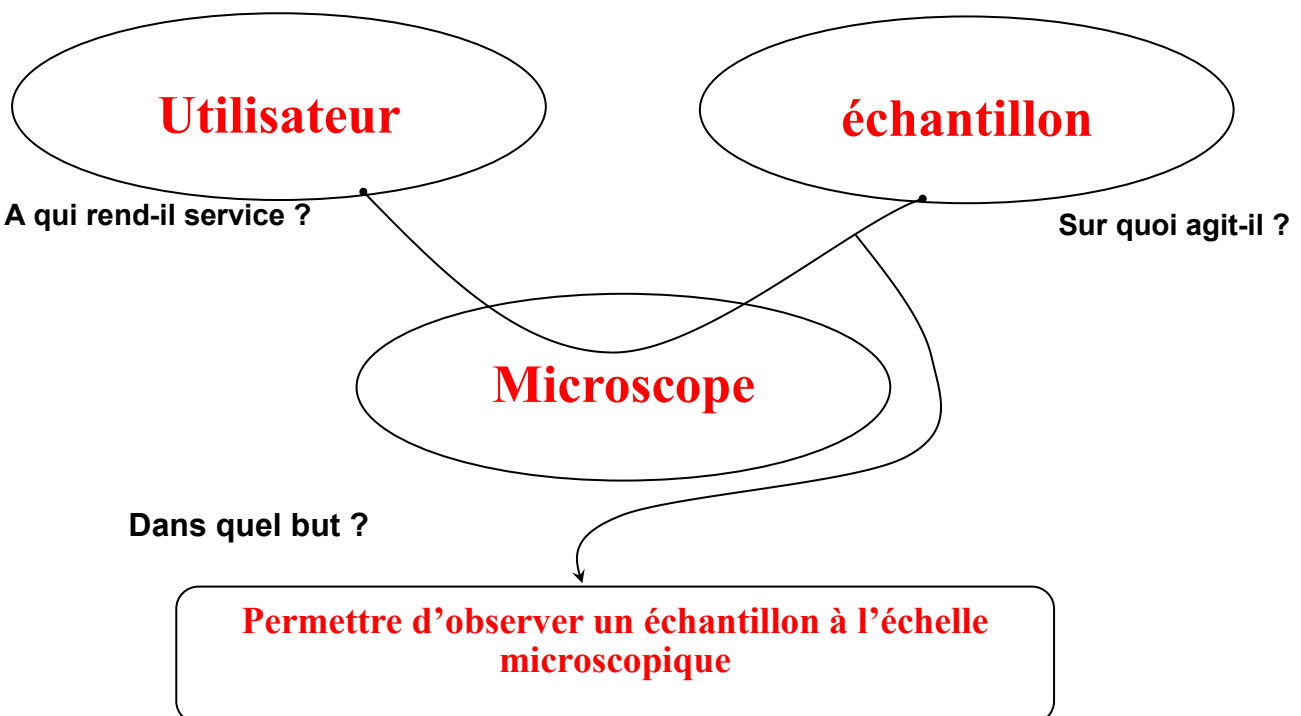 Utilisateur
échantillon
A qui rend-il service ?
Sur quoi agit-il ?
Microscope
Dans quel but ?
Permettre d’observer un échantillon à l’échelle
microscopique